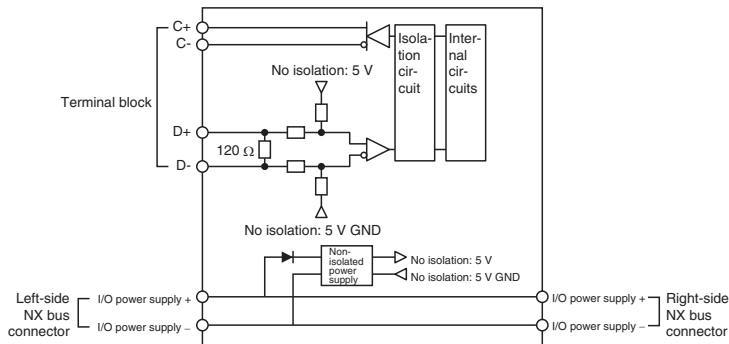 C+
C-
Isola-
tion
cir-
cuit
Inter-
nal
cir-
cuits
No isolation: 5 V
Terminal block
D+
120 Ω
D-
No isolation: 5 V GND
Non-
isolated
power
supply
No isolation: 5 V
No isolation: 5 V GND
Left-side
NX bus
connector
I/O power supply +
I/O power supply –
I/O power supply +
I/O power supply –
Right-side
NX bus
connector